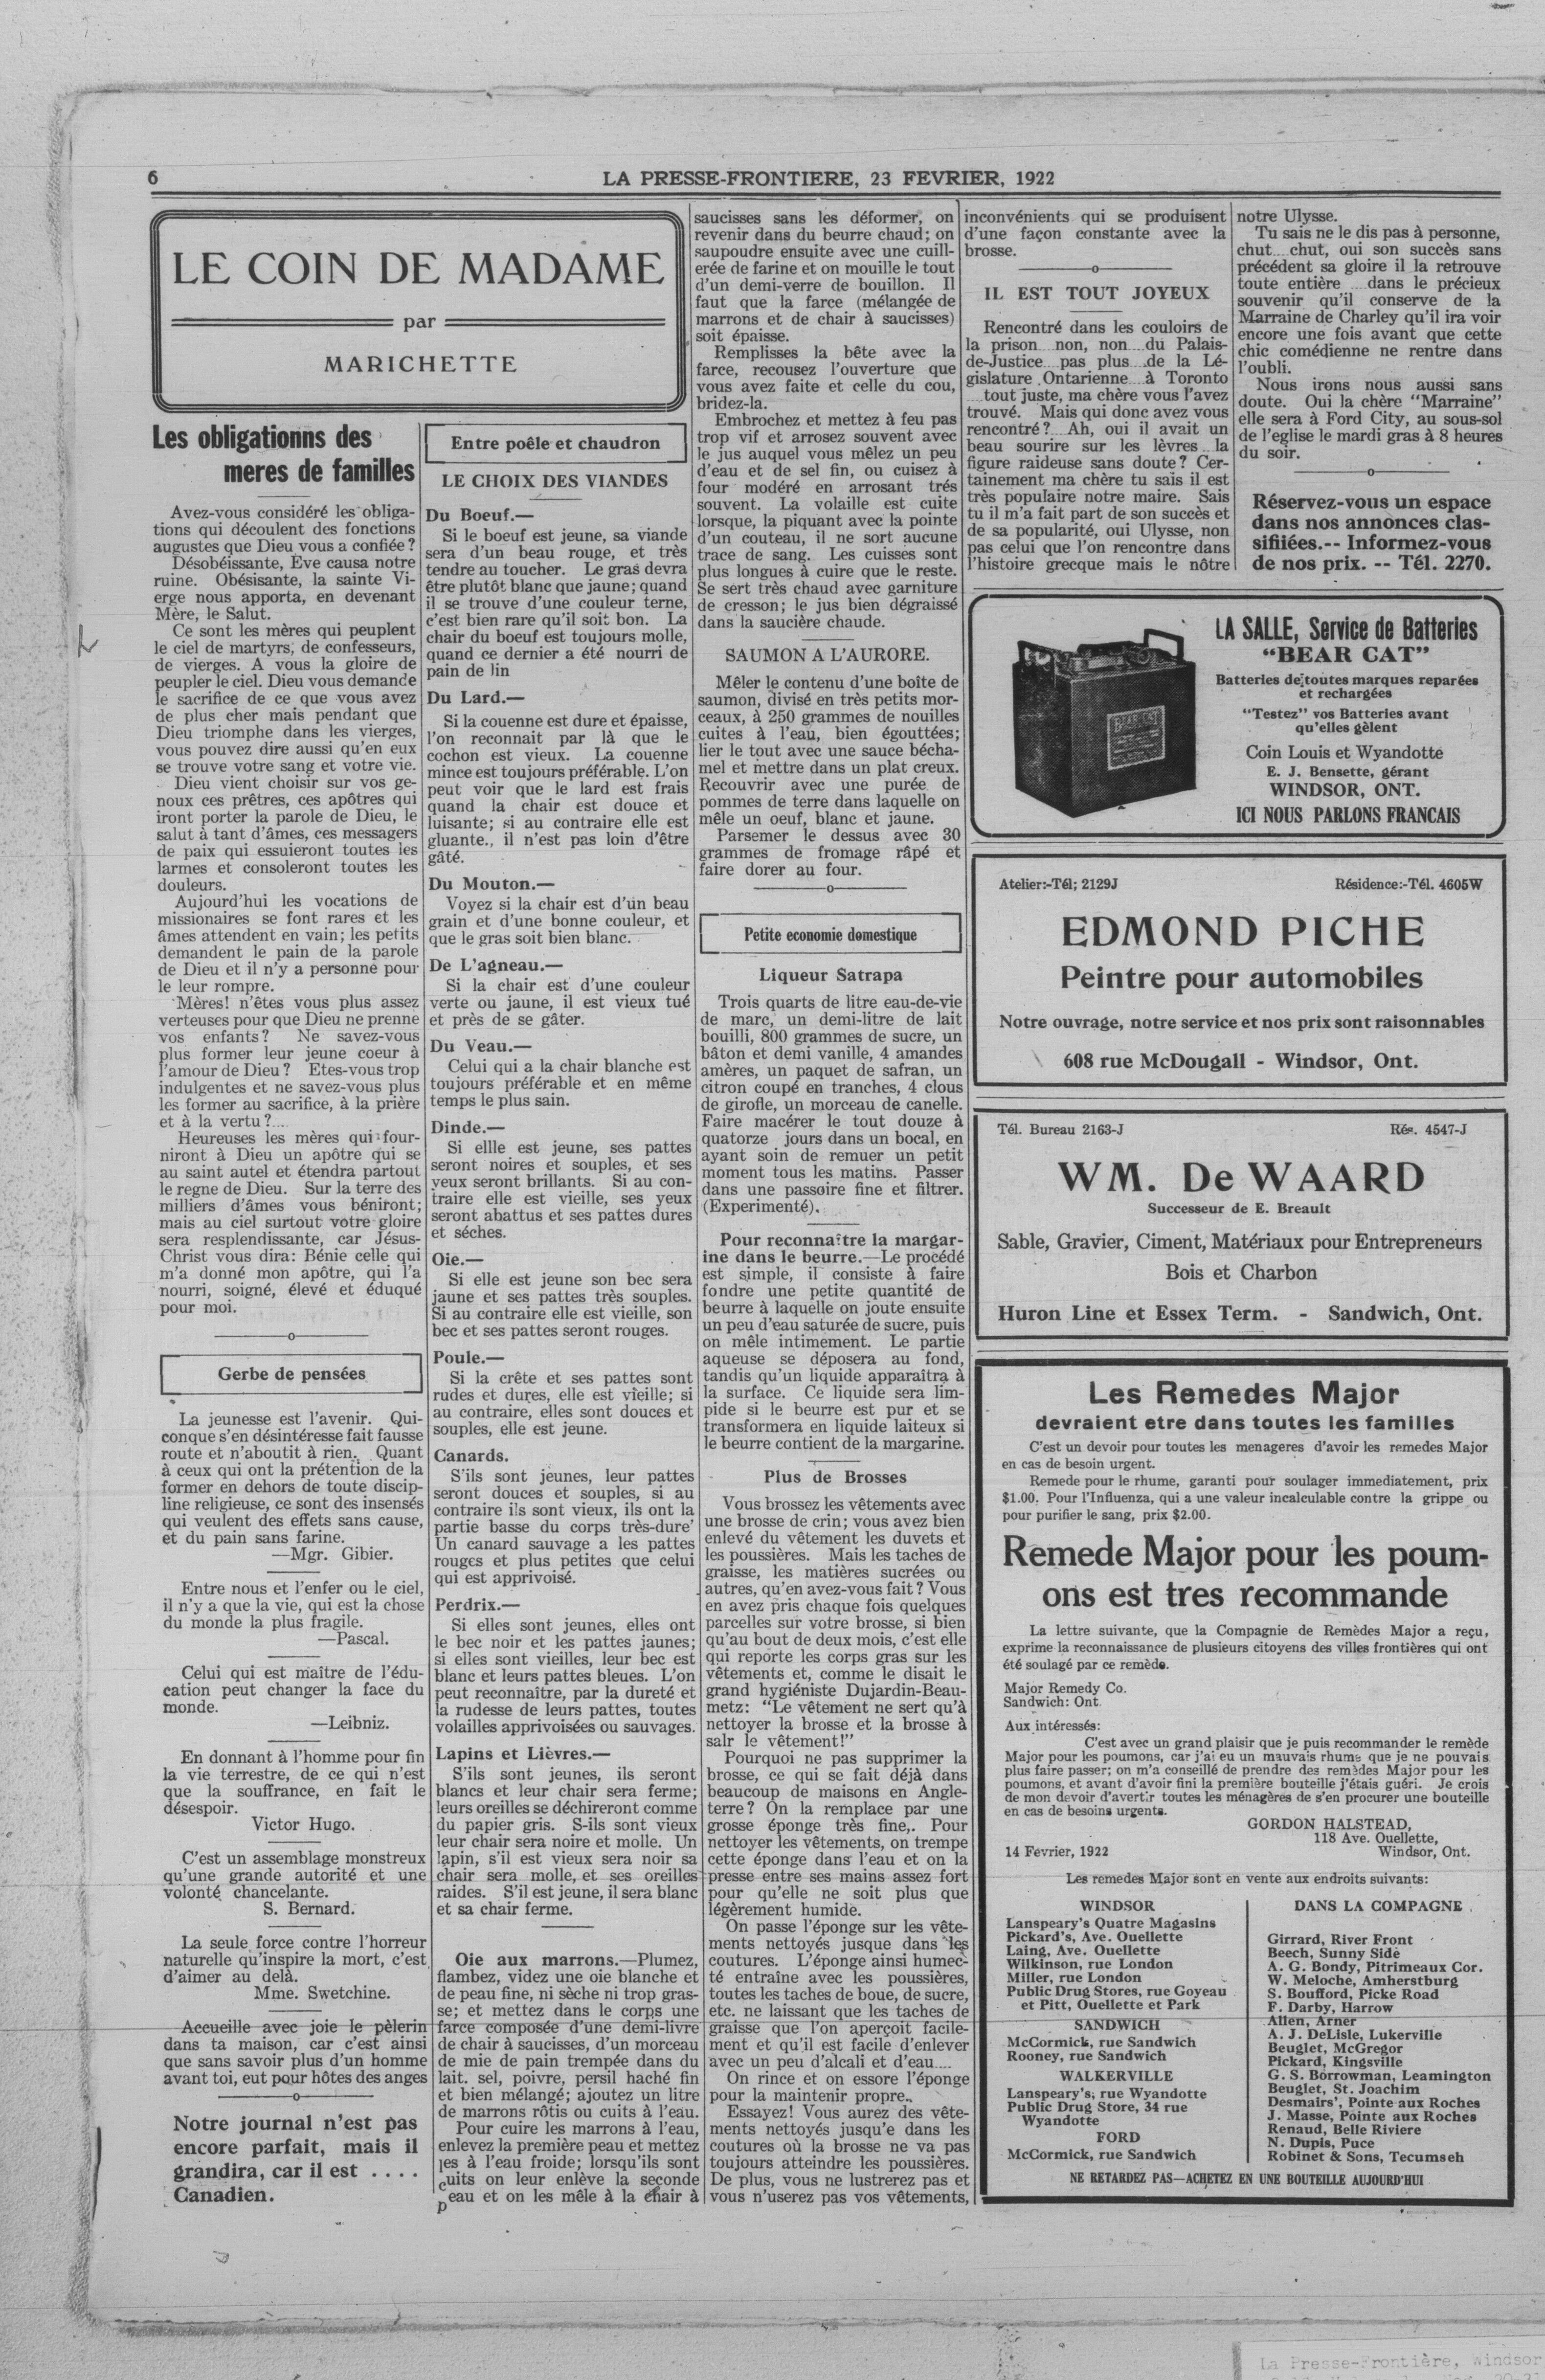 6
LA PRESSE-FRONTIERE, 23 FEVRIER, 1922
LE COIN DE MADAME
par
MARICHETTE
Les obligationns des
meres de familles
Avez-vous considéré les obliga-
tions qui découlent des fonctions
augustes que Dieu vous a confiée?
Désobéissante, Eve causa notre
ruine. Obésisante, la sainte Vi-
erge nous apporta, en devenant
Mère, le Salut.
Ce sont les mères qui peuplent
le ciel de martyrs, de confesseurs,
de vierges. A vous la gloire de
peupler le ciel. Dieu vous demande
le sacrifice de ce que vous avez
de plus cher mais pendant que
Dieu triomphe dans les vierges,
vous pouvez dire aussi qu'en eux
se trouve votre sang et votre vie.
Dieu vient choisir sur vos ge-
noux ces prêtres, ces apôtres qui
iront porter la parole de Dieu, le
salut à tant d'âmes, ces messagers
de paix qui essuieront toutes les
larmes et consoleront toutes les
douleurs.
Aujourd'hui les vocations de
missionaires se font rares et les
âmes attendent en vain; les petits
demandent le pain de la parole
de Dieu et il n'y a personne pour
le leur rompre.
Mères! n'êtes vous plus assez
verteuses pour que Dieu ne prenne
vos enfants? Ne savez-vous
plus former leur jeune coeur à
l'amour de Dieu? Etes-vous trop
indulgentes et ne savez-vous plus
les former au sacrifice, à la prière
et à la vertu?....
Heureuses les mères qui four-
niront à Dieu un apôtre qui se
au saint autel et étendra partout
le regne de Dieu. Sur la terre des
milliers d'âmes vous béniront;
mais au ciel surtout votre gloire
sera resplendissante, car Jésus-
Christ vous dira: Bénie celle qui
m'a donné mon apôtre, qui l'a
nourri, soigné, élevé et éduqué
pour moi.
Gerbe de pensées
La jeunesse est l'avenir. Qui-
conque s'en désintéresse fait fausse
route et n'aboutit à rien. Quant
à ceux qui ont la prétention de la
former en dehors de toute discip-
line religieuse, ce sont des insensés
qui veulent des effets sans cause,
et du pain sans farine.
—Mgr. Gibier.
Entre nous et l'enfer ou le ciel,
il n'y a que la vie, qui est la chose
du monde la plus fragile.
—Pascal.
Celui qui est maître de l'édu-
cation peut changer la face du
monde.
—Leibniz.
En donnant à l'homme pour fin
la vie terrestre, de ce qui n'est
que la souffrance, en fait le
désespoir.
Victor Hugo.
C'est un assemblage monstreux
qu'une grande autorité et une
volonté chancelante.
S. Bernard.
La seule force contre l'horreur
naturelle qu'inspire la mort, c'est
d'aimer au delà.
Mme. Swetchine.
Accueille avec joie le pèlerin
dans ta maison, car c'est ainsi
que sans savoir plus d'un homme
avant toi, eut pour hôtes des anges
Notre journal n'est pas
encore parfait, mais il
grandira, car il est ....
Canadien.
Entre poêle et chaudron
LE CHOIX DES VIANDES
Du Boeuf.—
Si le boeuf est jeune, sa viande
sera d'un beau rouge, et très
tendre au toucher. Le gras devra
être plutôt blanc que jaune; quand
il se trouve d'une couleur terne,
c'est bien rare qu'il soit bon. La
chair du boeuf est toujours molle,
quand ce dernier a été nourri de
pain de lin
Du Lard.—
Si la couenne est dure et épaisse,
l'on reconnait par là que le
cochon est vieux. La couenne
mince est toujours préférable. L'on
peut voir que le lard est frais
quand la chair est douce et
luisante; si au contraire elle est
gluante., il n'est pas loin d'être
gâté.
Du Mouton.—
Voyez si la chair est d'un beau
grain et d'une bonne couleur, et
que le gras soit bien blanc.
De L'agneau.—
Si la chair est d'une couleur
verte ou jaune, il est vieux tué
et près de se gâter.
Du Veau.—
Celui qui a la chair blanche est
toujours préférable et en même
temps le plus sain.
Dinde.—
Si ellle est jeune, ses pattes
seront noires et souples, et ses
yeux seront brillants. Si au con-
traire elle est vieille, ses yeux
seront abattus et ses pattes dures
et séches.
Oie.—
Si elle est jeune son bec sera
jaune et ses pattes très souples.
Si au contraire elle est vieille, son
bec et ses pattes seront rouges.
Poule.—
Si la crête et ses pattes sont
rudes et dures, elle est vieille; si
au contraire, elles sont douces et
souples, elle est jeune.
Canards.
S'ils sont jeunes, leur pattes
seront douces et souples, si au
contraire ils sont vieux, ils ont la
partie basse du corps très-dure'
Un canard sauvage a les pattes
rouges et plus petites que celui
qui est apprivoisé.
Perdrix.—
Si elles sont jeunes, elles ont
le bec noir et les pattes jaunes;
si elles sont vieilles, leur bec est
blanc et leurs pattes bleues. L'on
peut reconnaître, par la dureté et
la rudesse de leurs pattes, toutes
volailles apprivoisées ou sauvages.
Lapins et Lièvres.—
S'ils sont jeunes, ils seront
blancs et leur chair sera ferme;
leurs oreilles se déchireront comme
du papier gris. S-ils sont vieux
leur chair sera noire et molle. Un
lapin, s'il est vieux sera noir sa
chair sera molle, et ses oreilles
raides. S'il est jeune, il sera blanc
et sa chair ferme.
Oie aux marrons.—Plumez,
flambez, videz une oie blanche et
de peau fine, ni sèche ni trop gras-
se; et mettez dans le corps une
farce composée d'une demi-livre
de chair à saucisses, d'un morceau
de mie de pain trempée dans du
lait. sel, poivre, persil haché fin
et bien mélangé; ajoutez un litre
de marrons rôtis ou cuits à l'eau.
Pour cuire les marrons à l'eau,
enlevez la première peau et mettez
les à l'eau froide; lorsqu'ils sont
cuits on leur enlève la seconde
peau et on les mêle à la chair à
saucisses sans les déformer, on
revenir dans du beurre chaud; on
saupoudre ensuite avec une cuill-
erée de farine et on mouille le tout
d'un demi-verre de bouillon. Il
faut que la farce (mélangée de
marrons et de chair à saucisses)
soit épaisse.
Remplisses la bête avec la
farce, recousez l'ouverture que
vous avez faite et celle du cou,
bridez-la.
Embrochez et mettez à feu pas
trop vif et arrosez souvent avec
le jus auquel vous mêlez un peu
d'eau et de sel fin, ou cuisez à
four modéré en arrosant trés
souvent. La volaille est cuite
lorsque, la piquant avec la pointe
d'un couteau, il ne sort aucune
trace de sang. Les cuisses sont
plus longues à cuire que le reste.
Se sert très chaud avec garniture
de cresson; le jus bien dégraissé
dans la saucière chaude.
SAUMON A L'AURORE.
Mêler le contenu d'une boîte de
saumon, divisé en très petits mor-
ceaux, à 250 grammes de nouilles
cuites à l'eau, bien égouttées;
lier le tout avec une sauce bécha-
mel et mettre dans un plat creux.
Recouvrir avec une purée de
pommes de terre dans laquelle on
mêle un oeuf, blanc et jaune.
Parsemer le dessus avec 30
grammes de fromage râpé et
faire dorer au four.
Petite economie domestique
Liqueur Satrapa
Trois quarts de litre eau-de-vie
de marc, un demi-litre de lait
bouilli, 800 grammes de sucre, un
bâton et demi vanille, 4 amandes
amères, un paquet de safran, un
citron coupé en tranches, 4 clous
de girofle, un morceau de canelle.
Faire macérer le tout douze à
quatorze jours dans un bocal, en
ayant soin de remuer un petit
moment tous les matins. Passer
dans une passoire fine et filtrer.
(Experimenté).
Pour reconnaître la margar-
ine dans le beurre.—Le procédé
est simple, il consiste à faire
fondre une petite quantité de
beurre à laquelle on joute ensuite
un peu d'eau saturée de sucre, puis
on mêle intimement. Le partie
aqueuse se déposera au fond,
tandis qu'un liquide apparaîtra à
la surface. Ce liquide sera lim-
pide si le beurre est pur et se
transformera en liquide laiteux si
le beurre contient de la margarine.
Plus de Brosses
Vous brossez les vêtements avec
une brosse de crin; vous avez bien
enlevé du vêtement les duvets et
les poussières. Mais les taches de
graisse, les matières sucrées ou
autres, qu'en avez-vous fait? Vous
en avez pris chaque fois quelques
parcelles sur votre brosse, si bien
qu'au bout de deux mois, c'est elle
qui reporte les corps gras sur les
vêtements et, comme le disait le
grand hygiéniste Dujardin-Beau-
metz: "Le vêtement ne sert qu'à
nettoyer la brosse et la brosse à
salr le vêtement!"
Pourquoi ne pas supprimer la
brosse, ce qui se fait déjà dans
beaucoup de maisons en Angle-
terre? On la remplace par une
grosse éponge très fine,. Pour
nettoyer les vêtements, on trempe
cette éponge dans l'eau et on la
presse entre ses mains assez fort
pour qu'elle ne soit plus que
légèrement humide.
On passe l'éponge sur les vête-
ments nettoyés jusque dans les
coutures. L'éponge ainsi humec-
té entraîne avec les poussières,
toutes les taches de boue, de sucre,
etc. ne laissant que les taches de
graisse que l'on aperçoit facile-
ment et qu'il est facile d'enlever
avec un peu d'alcali et d'eau....
On rince et on essore l'éponge
pour la maintenir propre..
Essayez! Vous aurez des vête-
ments nettoyés jusqu'e dans les
coutures où la brosse ne va pas
toujours atteindre les poussières.
De plus, vous ne lustrerez pas et
vous n'userez pas vos vêtements,
inconvénients qui se produisent
d'une façon constante avec la
brosse.
IL EST TOUT JOYEUX
Rencontré dans les couloirs de
la prison....non, non....du Palais-
de-Justice....pas plus....de la Lé-
gislature Ontarienne....à Toronto
....tout juste, ma chère vous l'avez
trouvé. Mais qui donc avez vous
rencontré?....Ah, oui il avait un
beau sourire sur les lèvres....la
figure raideuse sans doute? Cer-
tainement ma chère tu sais il est
très populaire notre maire. Sais
tu il m'a fait part de son succès et
de sa popularité, oui Ulysse, non
pas celui que l'on rencontre dans
l'histoire grecque mais le nôtre
notre Ulysse.
Tu sais ne le dis pas à personne,
chut....chut, oui son succès sans
précédent sa gloire il la retrouve
toute entière ....dans le précieux
souvenir qu'il conserve de la
Marraine de Charley qu'il ira voir
encore une fois avant que cette
chic comédienne ne rentre dans
l'oubli.
Nous irons nous aussi sans
doute. Oui la chère "Marraine"
elle sera à Ford City, au sous-sol
de l'eglise le mardi gras à 8 heures
du soir.
Réservez-vous un espace
dans nos annonces clas-
sifiiées.-- Informez-vous
de nos prix. -- Tél. 2270.
BEAR CAT
LA SALLE, Service de Batteries
"BEAR CAT"
Batteries de toutes marques reparées
et rechargées
"Testez" vos Batteries avant
qu'elles gèlent
Coin Louis et Wyandotte
E. J. Bensette, gérant
WINDSOR, ONT.
ICI NOUS PARLONS FRANCAIS
Atelier:-Tél; 2129J
Résidence:-Tél. 4605W
EDMOND PICHE
Peintre pour automobiles
Notre ouvrage, notre service et nos prix sont raisonnables
608 rue McDougall - Windsor, Ont.
Tél. Bureau 2163-J
Rés. 4547-J
WM. De WAARD
Successeur de E. Breault
Sable, Gravier, Ciment, Matériaux pour Entrepreneurs
Bois et Charbon
Huron Line et Essex Term. - Sandwich, Ont.
Les Remedes Major
devraient etre dans toutes les familles
C'est un devoir pour toutes les menageres d'avoir les remedes Major
en cas de besoin urgent.
Remede pour le rhume, garanti pour soulager immediatement, prix
$1.00. Pour l'Influenza, qui a une valeur incalculable contre la grippe ou
pour purifier le sang, prix $2.00.
Remede Major pour les poum-
ons est tres recommande
La lettre suivante, que la Compagnie de Remèdes Major a reçu,
exprime la reconnaissance de plusieurs citoyens des villes frontières qui ont
été soulagé par ce remède.
Major Remedy Co.
Sandwich: Ont.
Aux intéressés:
C'est avec un grand plaisir que je puis recommander le remède
Major pour les poumons, car j'ai eu un mauvais rhume que je ne pouvais
plus faire passer; on m'a conseillé de prendre des remèdes Major pour les
poumons, et avant d'avoir fini la première bouteille j'étais guéri. Je crois
de mon devoir d'avertir toutes les ménagères de s'en procurer une bouteille
en cas de besoins urgents.
GORDON HALSTEAD,
118 Ave. Ouellette,
14 Fevrier, 1922
Windsor, Ont.
Les remedes Major sont en vente aux endroits suivants:
WINDSOR
Lanspeary's Quatre Magasins
Pickard's, Ave. Ouellette
Laing, Ave. Ouellette
Wilkinson, rue London
Miller, rue London
Public Drug Stores, rue Goyeau
et Pitt, Ouellette et Park
SANDWICH
McCormick, rue Sandwich
Rooney, rue Sandwich
WALKERVILLE
Lanspeary's, rue Wyandotte
Public Drug Store, 34 rue
Wyandotte
FORD
McCormick, rue Sandwich
DANS LA COMPAGNE
Girrard, River Front
Beech, Sunny Side
A. G. Bondy, Pitrimeaux Cor.
W. Meloche, Amherstburg
S. Boufford, Picke Road
F. Darby, Harrow
Allen, Arner
A. J. DeLisle, Lukerville
Beuglet, McGregor
Pickard, Kingsville
G. S. Borrowman, Leamington
Beuglet, St. Joachim
Desmairs', Pointe aux Roches
J. Masse, Pointe aux Roches
Renaud, Belle Riviere
N. Dupis, Puce
Robinet & Sons, Tecumseh
NE RETARDEZ PAS—ACHETEZ EN UNE BOUTEILLE AUJOURD'HUI
La Presse-Frontière, Windsor